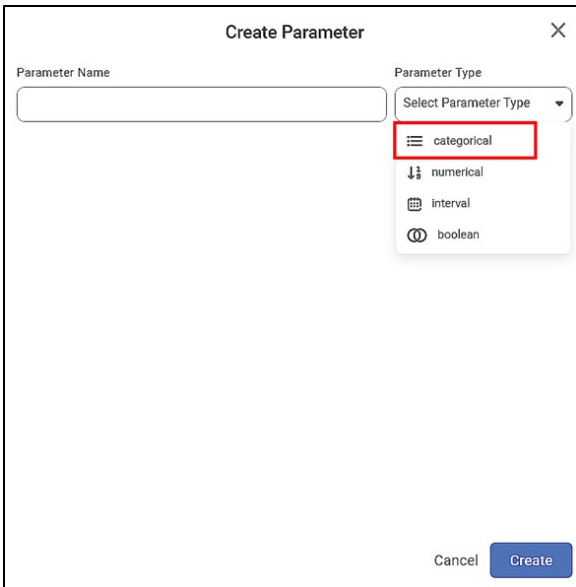 Create Parameter
Parameter Name
Parameter Type
Select Parameter Type
categorical
numerical
interval
boolean
Cancel
Create